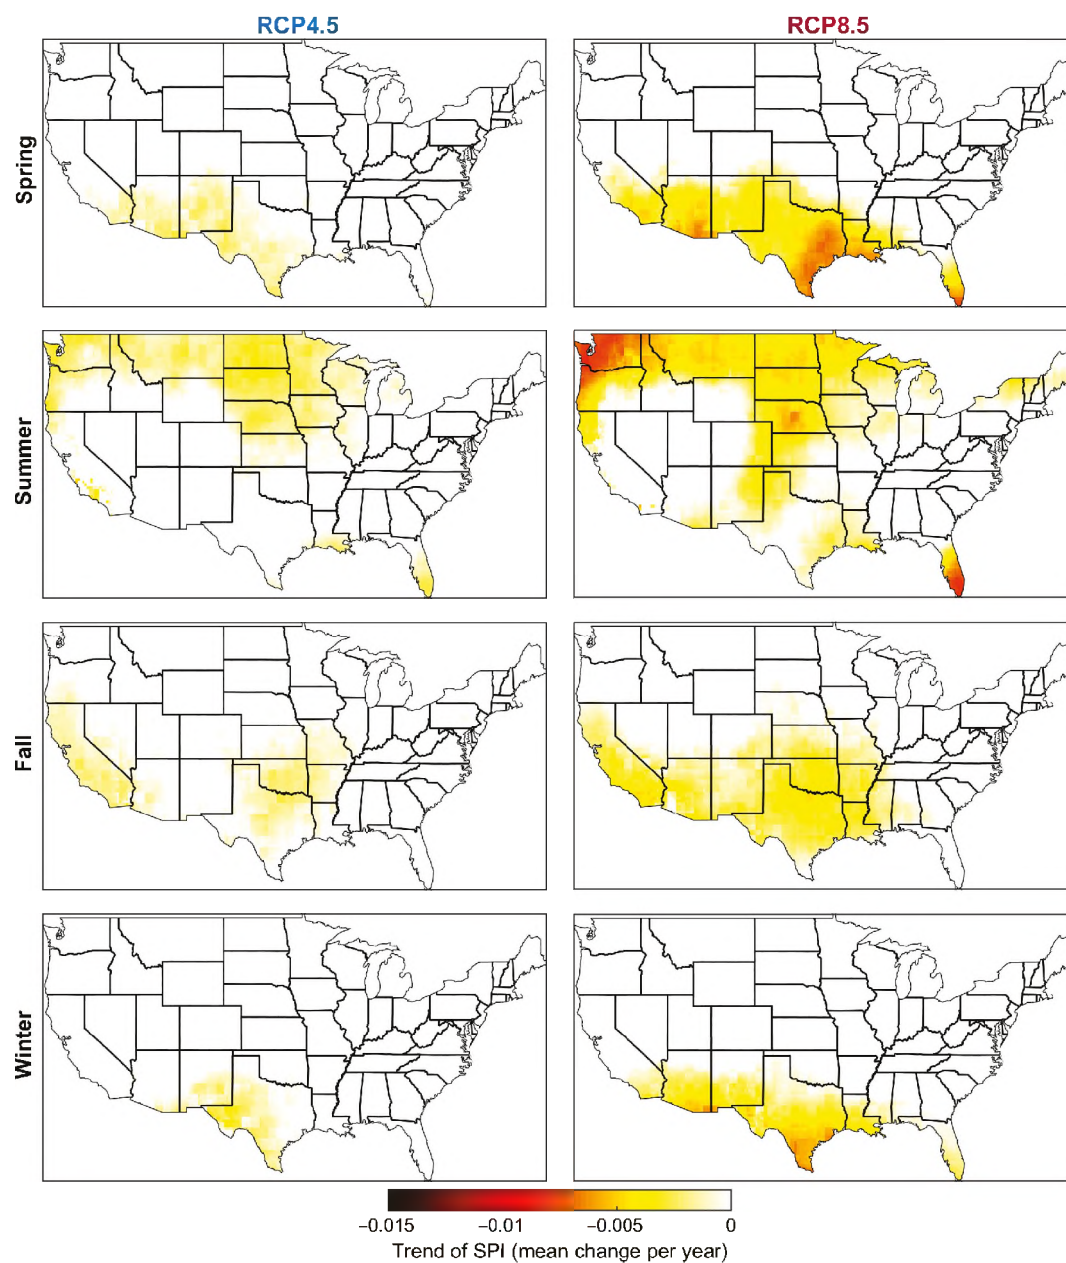 RCP4.5 RCP8.5
Spring
Summer
Fall
Winter
−0.015 −0.01 −0.005 0
Trend of SPI (mean change per year)